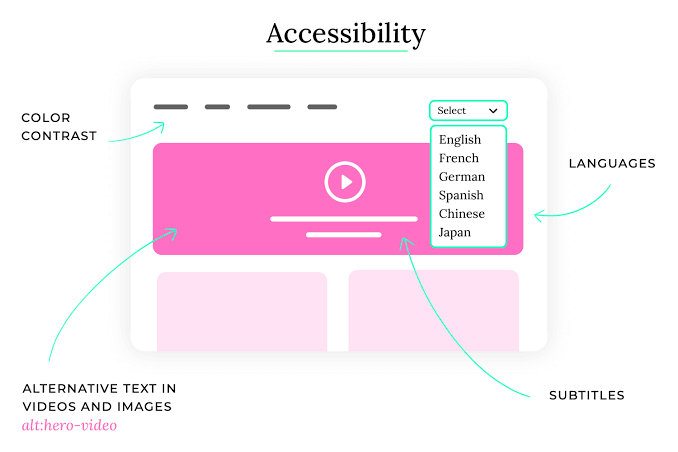 Accessibility
COLOR
CONTRAST
Select
English
French
German
Spanish
Chinese
Japan
LANGUAGES
ALTERNATIVE TEXT IN
VIDEOS AND IMAGES
alt:hero-video
SUBTITLES